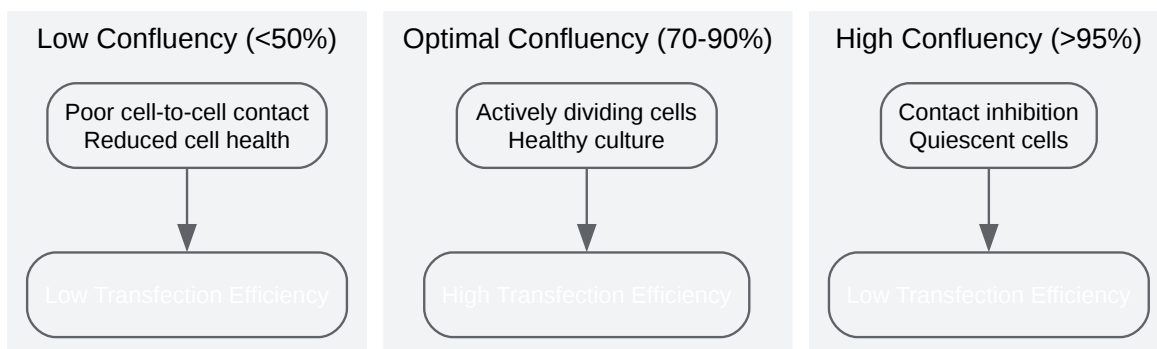 Low Confluency (<50%)
Poor cell-to-cell contact
Reduced cell health
Low Transfection Efficiency
Optimal Confluency (70-90%)
Actively dividing cells
Healthy culture
High Transfection Efficiency
High Confluency (>95%)
Contact inhibition
Quiescent cells
Low Transfection Efficiency